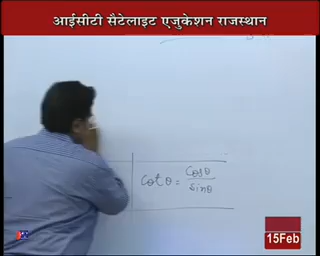 आईसीटी सैटेलाइट एजुकेशन राजस्थान
cotθ = cosθ/sinθ
15Feb